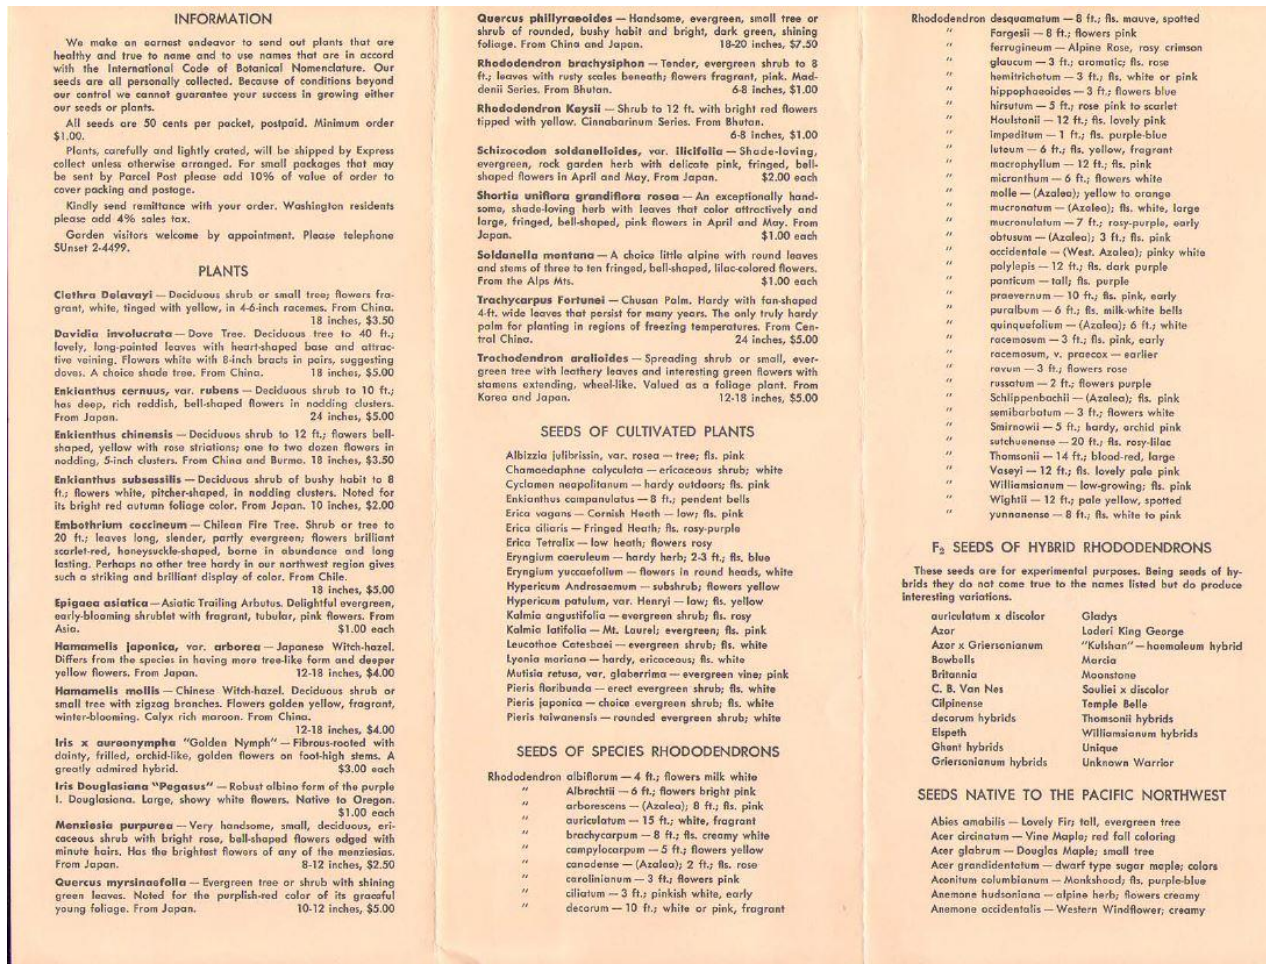 INFORMATION
We make an earnest endeavor to send out plants that are
healthy and true to name and to use names that are in accord
with the International Code of Botanical Nomenclature. Our
seeds are all personally collected. Because of conditions beyond
our control we cannot guarantee your success in growing either
our seeds or plants.
All seeds are 50 cents per packet, postpaid. Minimum order
$1.00.
Plants, carefully and lightly crated, will be shipped by Express
collect unless otherwise arranged. For small packages that may
be sent by Parcel Post please add 10% of value of order to
cover packing and postage.
Kindly send remittance with your order. Washington residents
please add 4% sales tax.
Garden visitors welcome by appointment. Please telephone
SUnset 2-4499.
PLANTS
Clethra Delavayi — Deciduous shrub or small tree; flowers fra-
grant, white, tinged with yellow, in 4-6-inch racemes. From China.
18 inches, $3.50
Davidia involucrata — Dove Tree. Deciduous tree to 40 ft.;
lovely, long-pointed leaves with heart-shaped base and attrac-
tive veining. Flowers white with 8-inch bracts in pairs, suggesting
doves. A choice shade tree. From China. 18 inches, $5.00
Enkianthus cernuus, var. rubens — Deciduous shrub to 10 ft.;
has deep, rich reddish, bell-shaped flowers in nodding clusters.
From Japan. 24 inches, $5.00
Enkianthus chinensis — Deciduous shrub to 12 ft.; flowers bell-
shaped, yellow with rose striations; one to two dozen flowers in
nodding, 5-inch clusters. From China and Burma. 18 inches, $3.50
Enkianthus subsessilis — Deciduous shrub of bushy habit to 8
ft.; flowers white, pitcher-shaped, in nodding clusters. Noted for
its bright red autumn foliage color. From Japan. 10 inches, $2.00
Embothrium coccineum — Chilean Fire Tree. Shrub or tree to
20 ft.; leaves long, slender, partly evergreen; flowers brilliant
scarlet-red, honeysuckle-shaped, borne in abundance and long
lasting. Perhaps no other tree hardy in our northwest region gives
such a striking and brilliant display of color. From Chile.
18 inches, $5.00
Epigaea asiatica — Asiatic Trailing Arbutus. Delightful evergreen,
early-blooming shrublet with fragrant, tubular, pink flowers. From
Asia. $1.00 each
Hamamelis japonica, var. arborea — Japanese Witch-hazel.
Differs from the species in having more tree-like form and deeper
yellow flowers. From Japan. 12-18 inches, $4.00
Hamamelis mollis — Chinese Witch-hazel. Deciduous shrub or
small tree with zigzag branches. Flowers golden yellow, fragrant,
winter-blooming. Calyx rich maroon. From China.
12-18 inches, $4.00
Iris x aureonympha "Golden Nymph" — Fibrous-rooted with
dainty, frilled, orchid-like, golden flowers on foot-high stems. A
greatly admired hybrid. $3.00 each
Iris Douglasiana "Pegasus" — Robust albino form of the purple
I. Douglasiana. Large, showy white flowers. Native to Oregon.
$1.00 each
Menziesia purpurea — Very handsome, small, deciduous, eri-
caceous shrub with bright rose, bell-shaped flowers edged with
minute hairs. Has the brightest flowers of any of the menziesias.
From Japan. 8-12 inches, $2.50
Quercus myrsinaefolia — Evergreen tree or shrub with shining
green leaves. Noted for the purplish-red color of its graceful
young foliage. From Japan. 10-12 inches, $5.00
Quercus phillyraeoides — Handsome, evergreen, small tree or
shrub of rounded, bushy habit and bright, dark green, shining
foliage. From China and Japan. 18-20 inches, $7.50
Rhododendron brachysiphon — Tender, evergreen shrub to 8
ft.; leaves with rusty scales beneath; flowers fragrant, pink. Mad-
denii Series. From Bhutan. 6-8 inches, $1.00
Rhododendron Keysii — Shrub to 12 ft. with bright red flowers
tipped with yellow. Cinnabarinum Series. From Bhutan.
6-8 inches, $1.00
Schizocodon soldanelloides, var. ilicifolia — Shade-loving,
evergreen, rock garden herb with delicate pink, fringed, bell-
shaped flowers in April and May. From Japan. $2.00 each
Shortia uniflora grandiflora rosea — An exceptionally hand-
some, shade-loving herb with leaves that color attractively and
large, fringed, bell-shaped, pink flowers in April and May. From
Japan. $1.00 each
Soldanella montana — A choice little alpine with round leaves
and stems of three to ten fringed, bell-shaped, lilac-colored flowers.
From the Alps Mts. $1.00 each
Trachycarpus Fortunei — Chusan Palm. Hardy with fan-shaped
4-ft. wide leaves that persist for many years. The only truly hardy
palm for planting in regions of freezing temperatures. From Cen-
tral China. 24 inches, $5.00
Trochodendron aralioides — Spreading shrub or small, ever-
green tree with leathery leaves and interesting green flowers with
stamens extending, wheel-like. Valued as a foliage plant. From
Korea and Japan. 12-18 inches, $5.00
SEEDS OF CULTIVATED PLANTS
Albizzia julibrissin, var. rosea — tree; fls. pink
Chamaedaphne calyculata — ericaceous shrub; white
Cyclamen neapolitanum — hardy outdoors; fls. pink
Enkianthus campanulatus — 8 ft.; pendent bells
Erica vagans — Cornish Heath — low; fls. pink
Erica ciliaris — Fringed Heath; fls. rosy-purple
Erica Tetralix — low heath; flowers rosy
Eryngium caeruleum — hardy herb; 2-3 ft.; fls. blue
Eryngium yuccaefolium — flowers in round heads, white
Hypericum Androsaemum — subshrub; flowers yellow
Hypericum patulum, var. Henryi — low; fls. yellow
Kalmia angustifolia — evergreen shrub; fls. rosy
Kalmia latifolia — Mt. Laurel; evergreen; fls. pink
Leucothoe Catesbaei — evergreen shrub; fls. white
Lyonia mariana — hardy, ericaceous; fls. white
Mutisia retusa, var. glaberrima — evergreen vine; pink
Pieris floribunda — erect evergreen shrub; fls. white
Pieris japonica — choice evergreen shrub; fls. white
Pieris taiwanensis — rounded evergreen shrub; white
SEEDS OF SPECIES RHODODENDRONS
Rhododendron albiflorum — 4 ft.; flowers milk white
" Albrechtii — 6 ft.; flowers bright pink
" arborescens — (Azalea); 8 ft.; fls. pink
" auriculatum — 15 ft.; white, fragrant
" brachycarpum — 8 ft.; fls. creamy white
" campylocarpum — 5 ft.; flowers yellow
" canadense — (Azalea); 2 ft.; fls. rose
" carolinianum — 3 ft.; flowers pink
" ciliatum — 3 ft.; pinkish white, early
" decorum — 10 ft.; white or pink, fragrant
Rhododendron desquamatum — 8 ft.; fls. mauve, spotted
" Fargesii — 8 ft.; flowers pink
" ferrugineum — Alpine Rose, rosy crimson
" glaucum — 3 ft.; aromatic; fls. rose
" hemitrichotum — 3 ft.; fls. white or pink
" hippophaeoides — 3 ft.; flowers blue
" hirsutum — 5 ft.; rose pink to scarlet
" Houlstonii — 12 ft.; fls. lovely pink
" impeditum — 1 ft.; fls. purple-blue
" luteum — 6 ft.; fls. yellow, fragrant
" macrophyllum — 12 ft.; fls. pink
" micranthum — 6 ft.; flowers white
" molle — (Azalea); yellow to orange
" mucronatum — (Azalea); fls. white, large
" mucronulatum — 7 ft.; rosy-purple, early
" obtusum — (Azalea); 3 ft.; fls. pink
" occidentale — (West. Azalea); pinky white
" polylepis — 12 ft.; fls. dark purple
" ponticum — tall; fls. purple
" praevernum — 10 ft.; fls. pink, early
" puralbum — 6 ft.; fls. milk-white bells
" quinquefolium — (Azalea); 6 ft.; white
" racemosum — 3 ft.; fls. pink, early
" racemosum, v. praecox — earlier
" ravum — 3 ft.; flowers rose
" russatum — 2 ft.; flowers purple
" Schlippenbachii — (Azalea); fls. pink
" semibarbatum — 3 ft.; flowers white
" Smirnowii — 5 ft.; hardy, orchid pink
" sutchuenense — 20 ft.; fls. rosy-lilac
" Thomsonii — 14 ft.; blood-red, large
" Vaseyi — 12 ft.; fls. lovely pale pink
" Williamsianum — low-growing; fls. pink
" Wightii — 12 ft.; pale yellow, spotted
" yunnanense — 8 ft.; fls. white to pink
F₂ SEEDS OF HYBRID RHODODENDRONS
These seeds are for experimental purposes. Being seeds of hy-
brids they do not come true to the names listed but do produce
interesting variations.
auriculatum x discolor Gladys
Azor Loderi King George
Azor x Griersonianum "Kulshan" — haemaleum hybrid
Bowbells Marcia
Britannia Moonstone
C. B. Van Nes Souliei x discolor
Cilpinense Temple Belle
decorum hybrids Thomsonii hybrids
Elspeth Williamsianum hybrids
Ghent hybrids Unique
Griersonianum hybrids Unknown Warrior
SEEDS NATIVE TO THE PACIFIC NORTHWEST
Abies amabilis — Lovely Fir; tall, evergreen tree
Acer circinatum — Vine Maple; red fall coloring
Acer glabrum — Douglas Maple; small tree
Acer grandidentatum — dwarf type sugar maple; colors
Aconitum columbianum — Monkshood; fls. purple-blue
Anemone hudsoniana — alpine herb; flowers creamy
Anemone occidentalis — Western Windflower; creamy